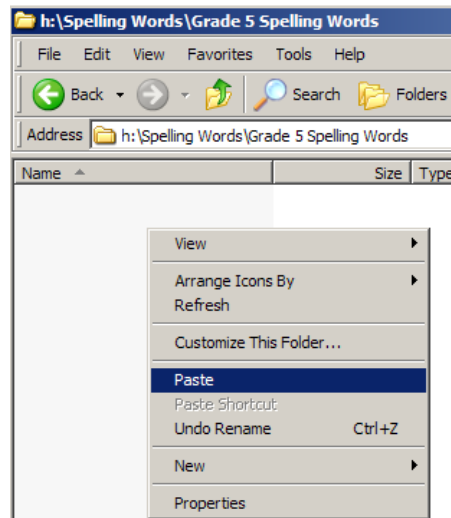 h:\Spelling Words\Grade 5 Spelling Words
File Edit View Favorites Tools Help
Back Search Folders
Address h:\Spelling Words\Grade 5 Spelling Words
Name Size Type
View
Arrange Icons By
Refresh
Customize This Folder...
Paste
Paste Shortcut
Undo Rename Ctrl+Z
New
Properties